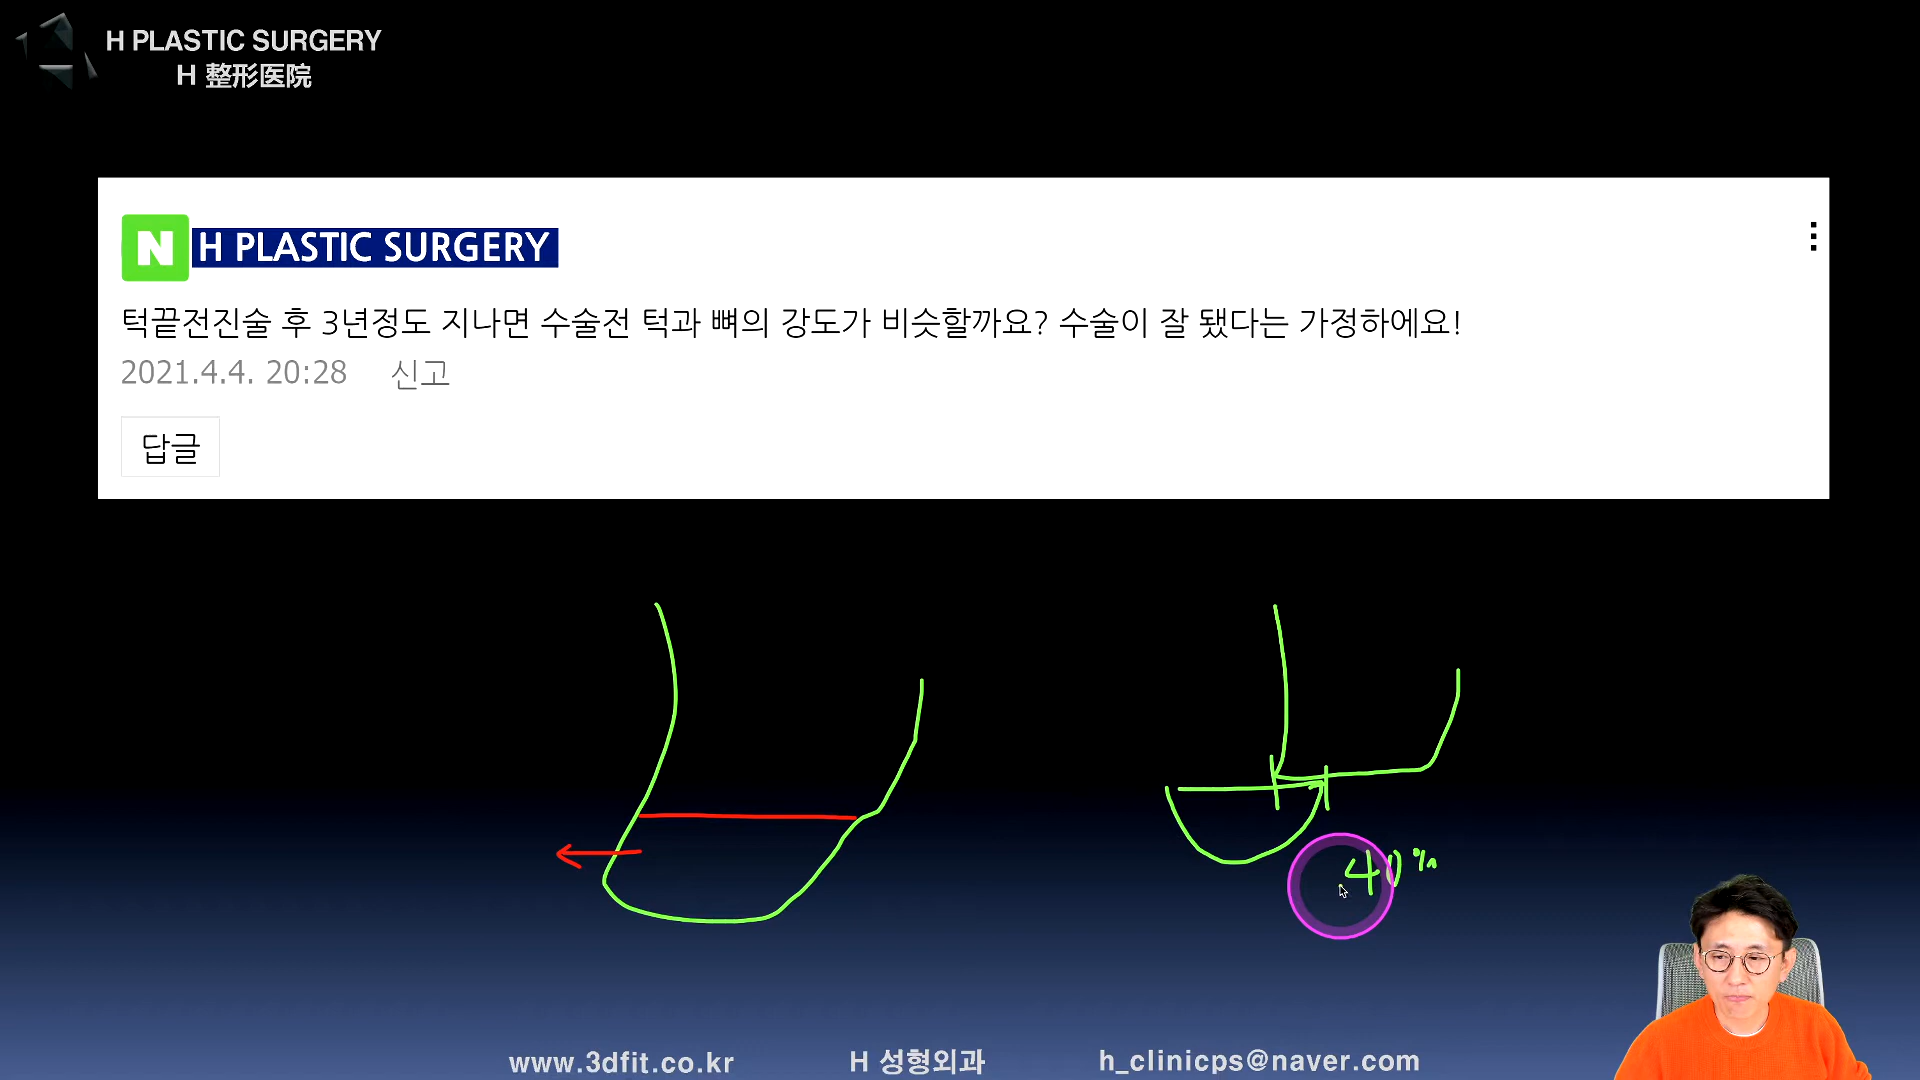 H PLASTIC SURGERY
H 整形医院
N H PLASTIC SURGERY
턱끝전진술 후 3년정도 지나면 수술전 턱과 뼈의 강도가 비슷할까요? 수술이 잘 됐다는 가정하에요!
2021.4.4. 20:28 신고
답글
40%
www.3dfit.co.kr H 성형외과 h_clinicps@naver.com